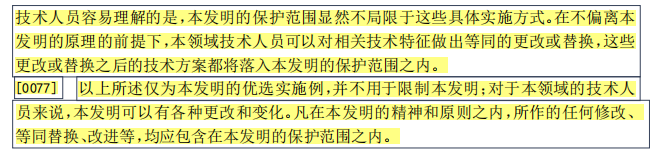 技术人员容易理解的是,本发明的保护范围显然不局限于这些具体实施方式。在不偏离本
发明的原理的前提下,本领域技术人员可以对相关技术特征做出等同的更改或替换,这些
更改或替换之后的技术方案都将落入本发明的保护范围之内。
[0077] 以上所述仅为本发明的优选实施例,并不用于限制本发明;对于本领域的技术人
员来说,本发明可以有各种更改和变化。凡在本发明的精神和原则之内,所作的任何修改、
等同替换、改进等,均应包含在本发明的保护范围之内。